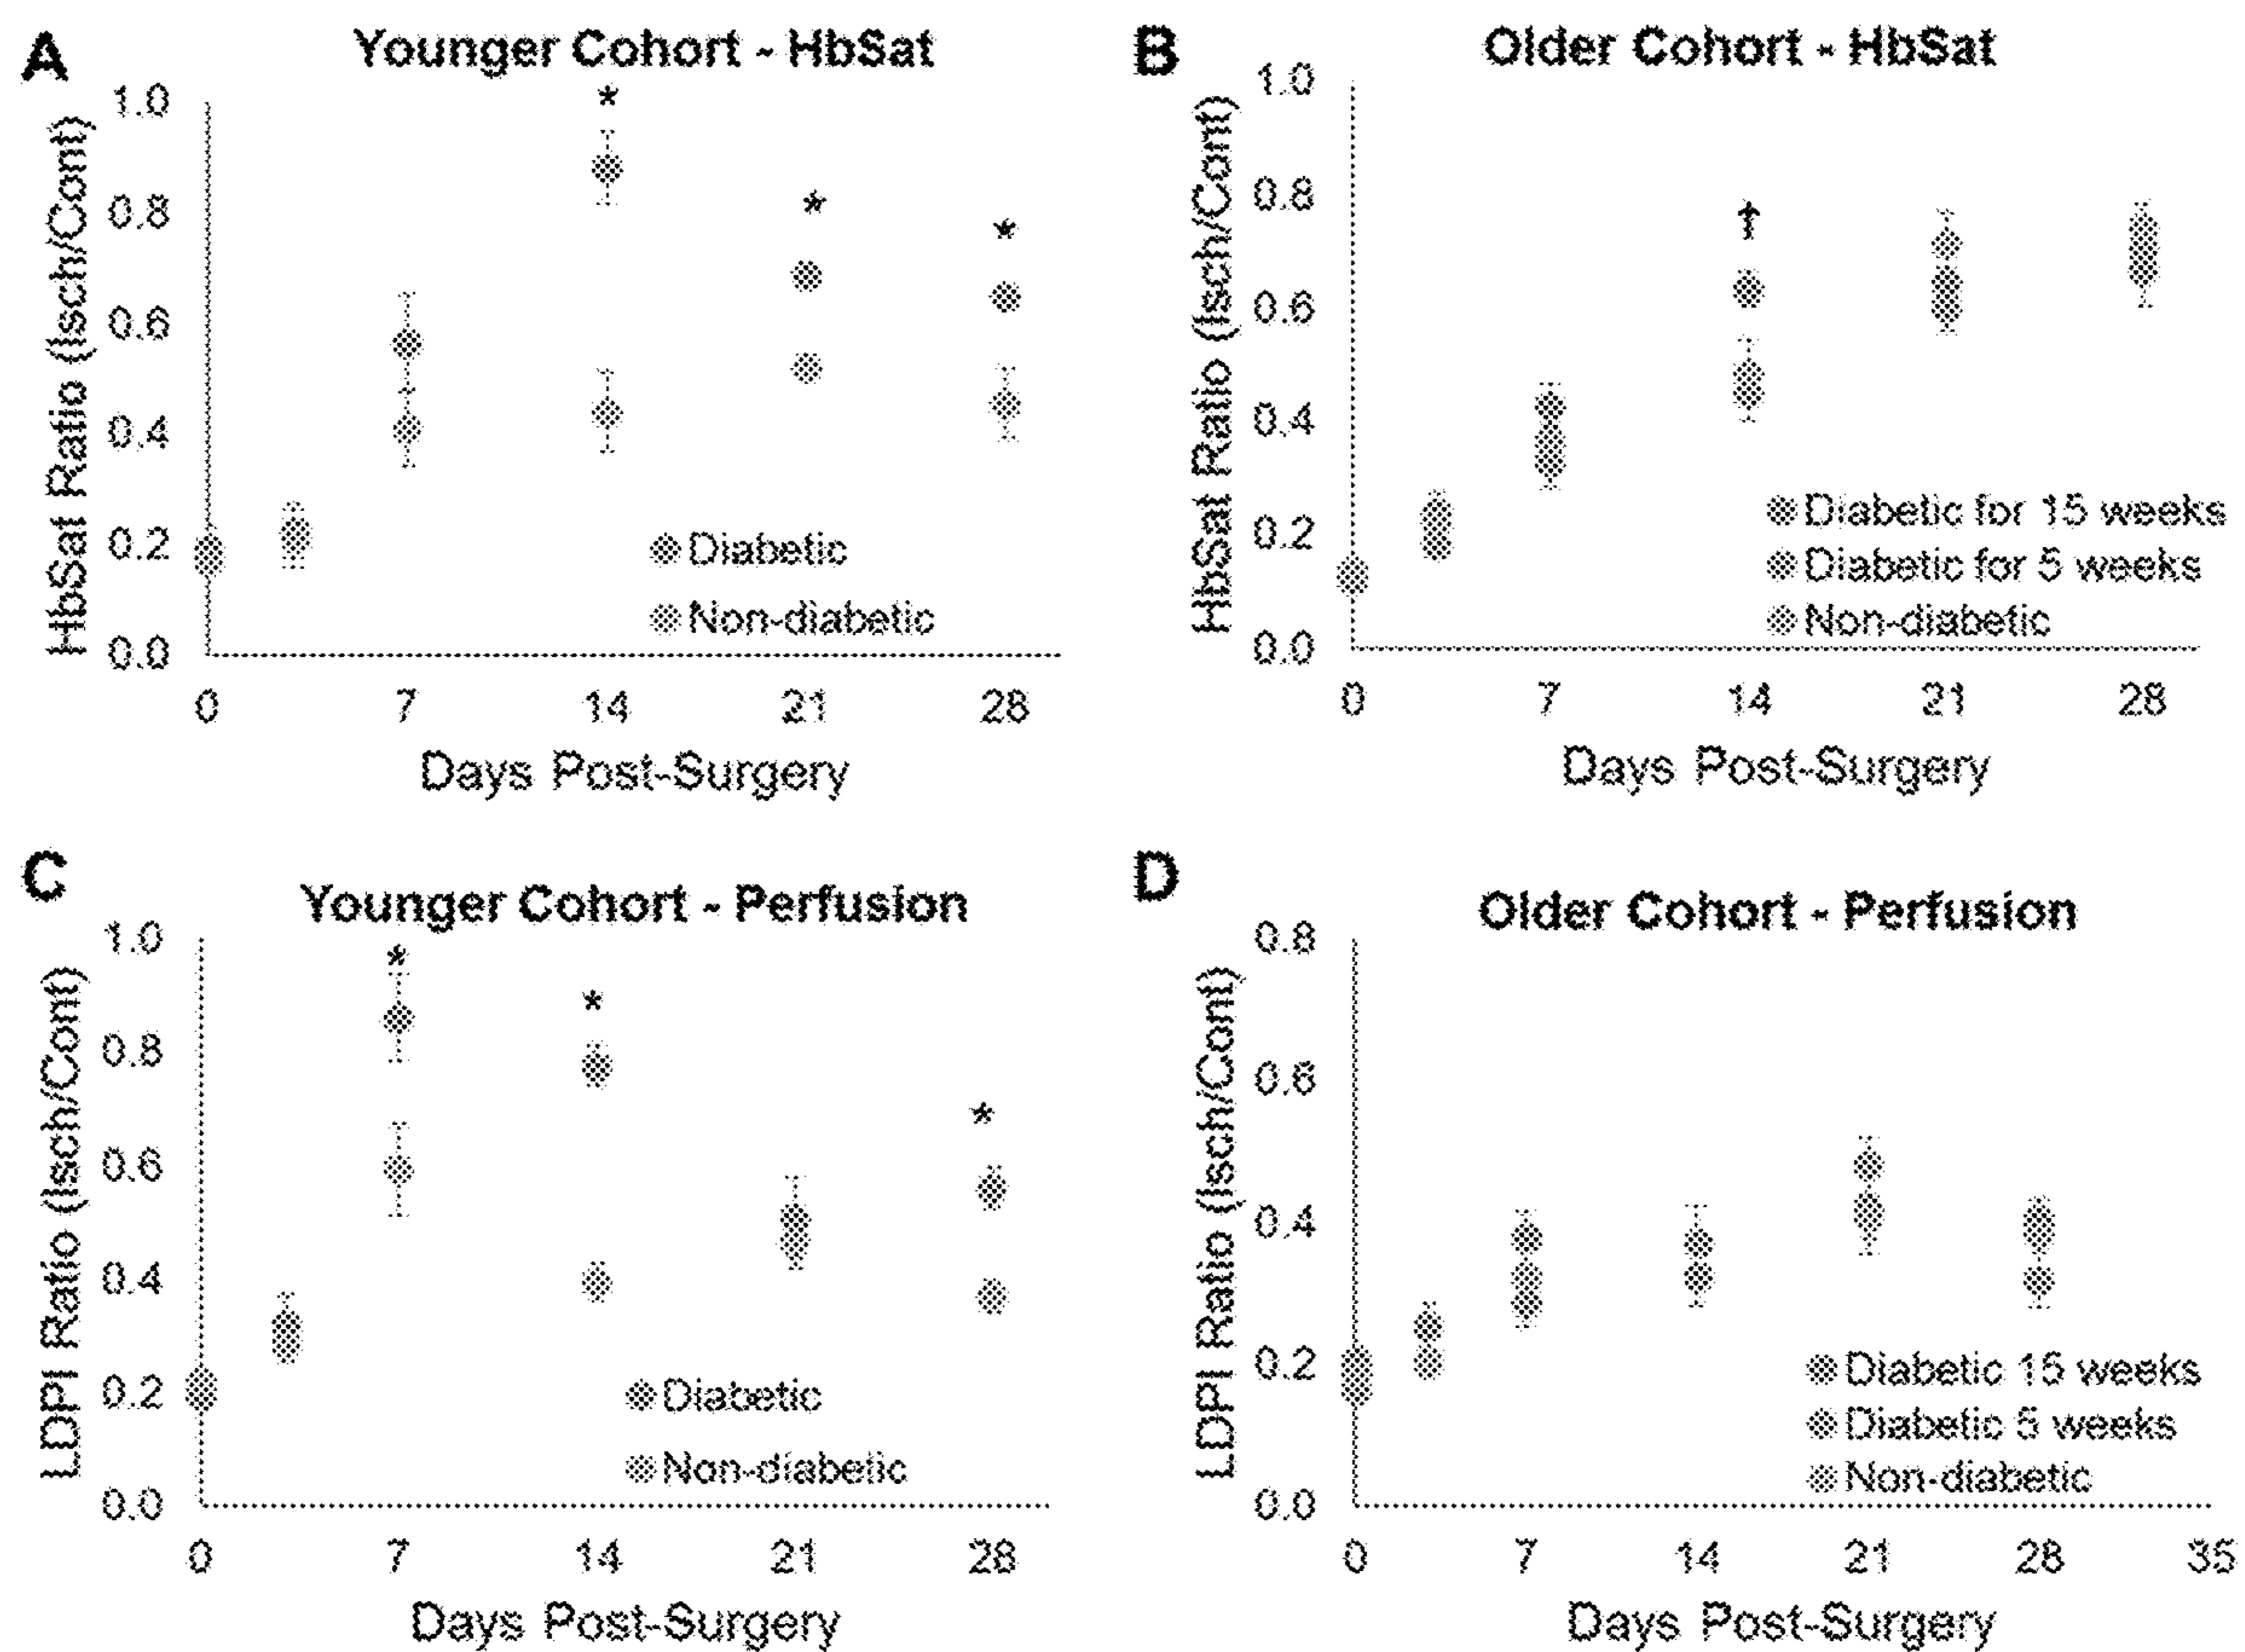 A
Younger Cohort - HbSat
HbSat Ratio (Isch/Cont)
1.0
0.8
0.6
0.4
0.2
0.0
*
*
*
Diabetic
Non-diabetic
0 7 14 21 28
Days Post-Surgery
B
Older Cohort - HbSat
HbSat Ratio (Isch/Cont)
1.0
0.8
0.6
0.4
0.2
0.0
†
Diabetic for 15 weeks
Diabetic for 5 weeks
Non-diabetic
0 7 14 21 28
Days Post-Surgery
C
Younger Cohort - Perfusion
LDPI Ratio (Isch/Cont)
1.0
0.8
0.6
0.4
0.2
0.0
*
*
*
Diabetic
Non-diabetic
0 7 14 21 28
Days Post-Surgery
D
Older Cohort - Perfusion
LDPI Ratio (Isch/Cont)
0.8
0.6
0.4
0.2
0.0
Diabetic 15 weeks
Diabetic 5 weeks
Non-diabetic
0 7 14 21 28 35
Days Post-Surgery